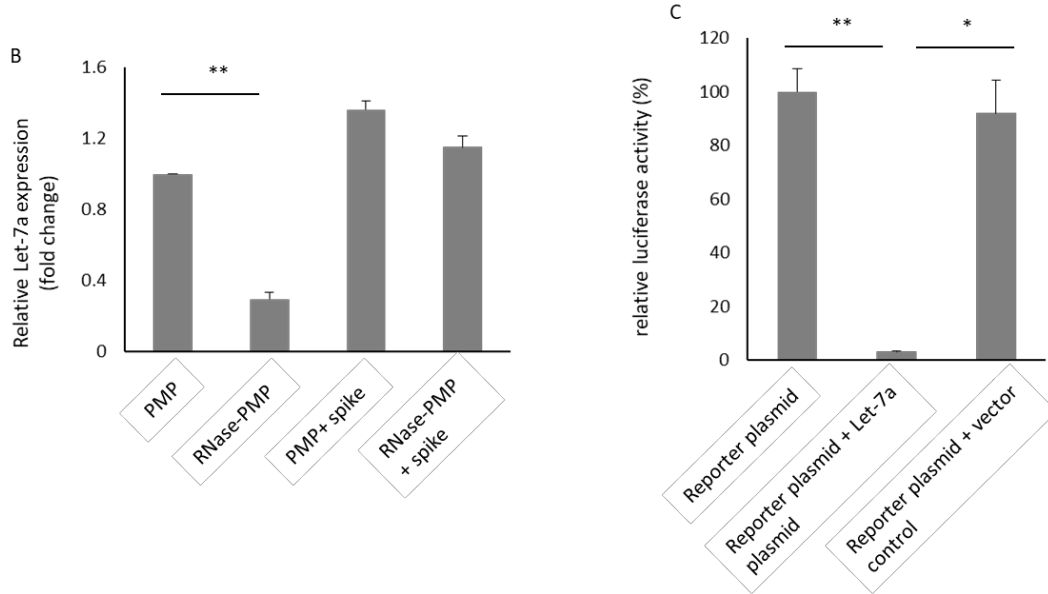 B
Relative Let-7a expression
(fold change)
1.6
1.2
0.8
0.4
0
**
PMP
RNase-PMP
PMP+ spike
RNase-PMP
+ spike
C
relative luciferase activity (%)
120
100
80
60
40
20
0
**
*
Reporter plasmid
Reporter plasmid + Let-7a
plasmid
Reporter plasmid + vector
control